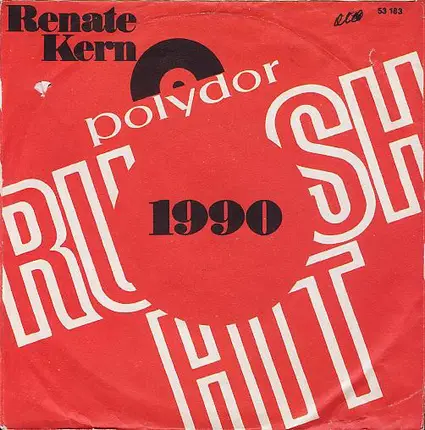 Renate
Kern
53 183
polydor
RUSH
1990
HIT